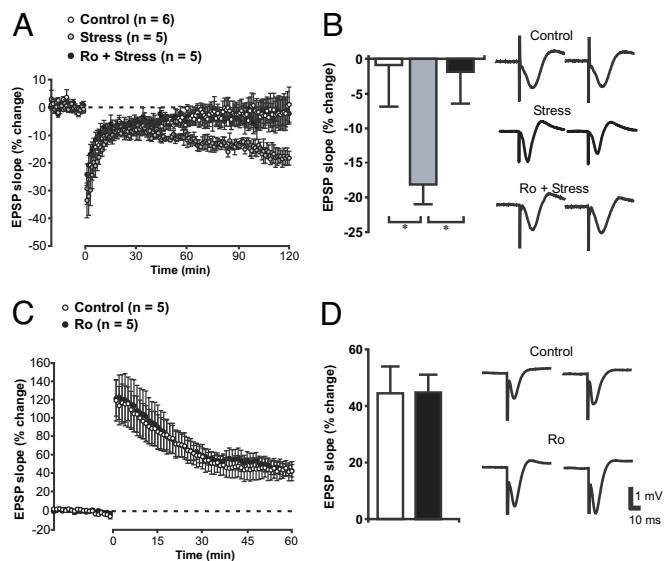 A
Control (n = 6)
Stress (n = 5)
Ro + Stress (n = 5)
EPSP slope (% change)
10
0
-10
-20
-30
-40
-50
0
30
60
90
120
Time (min)
B
EPSP slope (% change)
0
-5
-10
-15
-20
-25
*
*
Control
Stress
Ro + Stress
C
Control (n = 5)
Ro (n = 5)
EPSP slope (% change)
160
140
120
100
80
60
40
20
0
-20
0
15
30
45
60
Time (min)
D
EPSP slope (% change)
60
40
20
0
Control
Ro
1 mV
10 ms